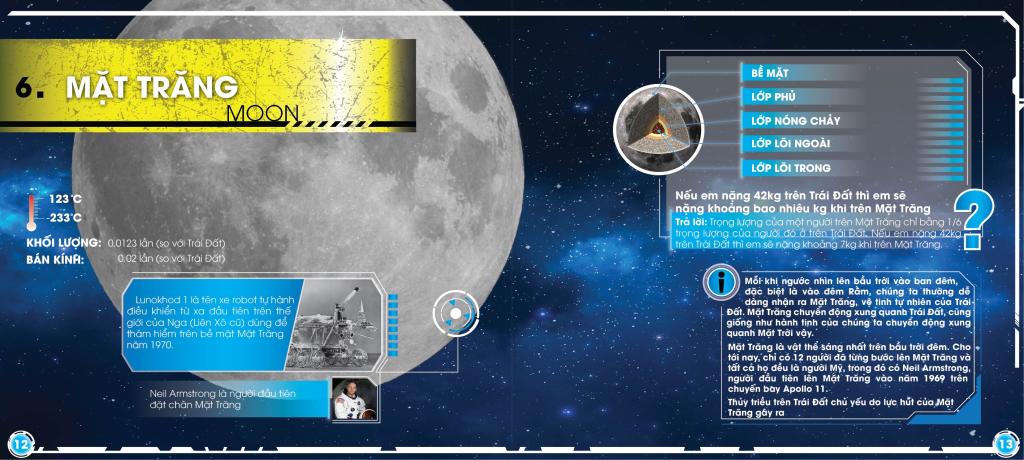 6. MẶT TRĂNG
MOON
123°C
-233°C
KHỐI LƯỢNG: 0.0123 lần (so với Trái Đất)
BÁN KÍNH: 0.02 lần (so với Trái Đất)
Lunokhod 1 là tên xe robot tự hành
điều khiển từ xa đầu tiên trên thế
giới của Nga (Liên Xô cũ) dùng để
thám hiểm trên bề mặt Mặt Trăng
năm 1970.
Neil Armstrong là người đầu tiên
đặt chân Mặt Trăng
12
BỀ MẶT
LỚP PHỦ
LỚP NÓNG CHẢY
LỚP LÕI NGOÀI
LỚP LÕI TRONG
Nếu em nặng 42kg trên Trái Đất thì em sẽ
nặng khoảng bao nhiêu kg khi trên Mặt Trăng
?
Trả lời: Trọng lượng của một người trên Mặt Trăng chỉ bằng 1/6
trọng lượng của người đó ở trên Trái Đất. Nếu em nặng 42kg
trên Trái Đất thì em sẽ nặng khoảng 7kg khi trên Mặt Trăng.
i
Mỗi khi ngước nhìn lên bầu trời vào ban đêm,
đặc biệt là vào đêm Rằm, chúng ta thường dễ
dàng nhận ra Mặt Trăng, vệ tinh tự nhiên của Trái
Đất. Mặt Trăng chuyển động xung quanh Trái Đất, cũng
giống như hành tinh của chúng ta chuyển động xung
quanh Mặt Trời vậy.
Mặt Trăng là vật thể sáng nhất trên bầu trời đêm. Cho
tới nay, chỉ có 12 người đã từng bước lên Mặt Trăng và
tất cả họ đều là người Mỹ, trong đó có Neil Armstrong,
người đầu tiên lên Mặt Trăng vào năm 1969 trên
chuyến bay Apollo 11.
Thủy triều trên Trái Đất chủ yếu do lực hút của Mặt
Trăng gây ra
13